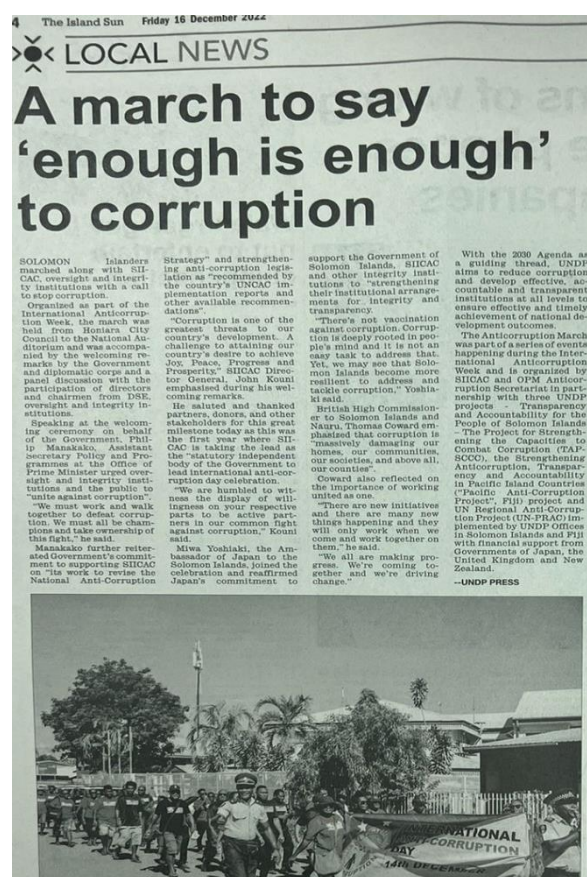 4 The Island Sun Friday 16 December 2022
LOCAL NEWS
A march to say
‘enough is enough’
to corruption
SOLOMON Islanders
marched along with SII-
CAC, oversight and integri-
ty institutions with a call
to stop corruption.
Organized as part of the
International Anticorrup-
tion Week, the march was
held from Honiara City
Council to the National Au-
ditorium and was accompa-
nied by the welcoming re-
marks by the Government
and diplomatic corp and a
panel discussion with the
participation of directors
and chairmen from DSE,
oversight and integrity in-
stitutions.
Speaking at the welcom-
ing ceremony on behalf
of the Government, Phil-
ip Manakako, Assistant
Secretary Policy and Pro-
grammes at the Office of
Prime Minister urged over-
sight and integrity insti-
tutions and the public to
“unite against corruption”.
“We must work and walk
together to defeat corrup-
tion. We must all be cham-
pions and take ownership of
this fight,” he said.
Manakako further reiter-
ated Government’s commit-
ment to supporting SIICAC
on “its work to revise the
National Anti-Corruption
Strategy” and strengthen-
ing anti-corruption legis-
lation as “recommended by
the country’s UNCAC im-
plementation reports and
other available recommen-
dations”.
“Corruption is one of the
greatest threats to our
country’s development. A
challenge to attaining our
country’s desire to achieve
Joy, Peace, Progress and
Prosperity,” SIICAC Direc-
tor General, John Kouni
emphasised during his wel-
coming remarks.
He saluted and thanked
partners, donors, and other
stakeholders for this great
milestone today as this was
the first year where SII-
CAC is taking the lead as
the “statutory independent
body of the Government to
lead international anti-cor-
ruption day celebration.
“We are humbled to wit-
ness the display of will-
ingness on your respective
parts to be active part-
ners in our common fight
against corruption,” Kouni
said.
Miwa Yoshiaki, the Am-
bassador of Japan to the
Solomon Islands, joined the
celebration and reaffirmed
Japan’s commitment to
support the Government of
Solomon Islands, SIICAC
and other integrity insti-
tutions to “strengthening
their institutional arrange-
ments for integrity and
transparency.
“There’s not vaccination
against corruption. Corrup-
tion is deeply rooted in peo-
ple’s mind and it is not an
easy task to address that.
Yet, we may see that Solo-
mon Islands become more
resilient to address and
tackle corruption,” Yoshia-
ki said.
British High Commission-
er to Solomon Islands and
Nauru, Thomas Coward em-
phasized that corruption is
“massively damaging our
homes, our communities,
our societies, and above all,
our counties”.
Coward also reflected on
the importance of working
united as one.
“There are new initiatives
and there are many new
things happening and they
will only work when we
come and work together on
them,” he said.
“We all are making pro-
gress. We’re coming to-
gether and we’re driving
change.”
With the 2030 Agenda as
a guiding thread, UNDP
aims to reduce corruption
and develop effective, ac-
countable and transparent
institutions at all levels to
ensure effective and timely
achievement of national de-
velopment outcomes.
The Anticorruption March
was part of a series of events
happening during the Inter-
national Anticorruption
Week and is organized by
SIICAC and OPM Anticor-
ruption Secretariat in part-
nership with three UNDP
projects - Transparency
and Accountability for the
People of Solomon Islands
– The Project for Strength-
ening the Capacities to
Combat Corruption (TAP-
SCCC), the Strengthening
Anticorruption, Transpar-
ency and Accountability
in Pacific Island Countries
(“Pacific Anti-Corruption
Project”, Fiji) project and
UN Regional Anti-Corrup-
tion Project (UN-PRAC) im-
plemented by UNDP Offices
in Solomon Islands and Fiji
with financial support from
Governments of Japan, the
United Kingdom and New
Zealand.
--UNDP PRESS
INTERNATIONAL
ANTI-CORRUPTION
DAY
14th DECEMBER